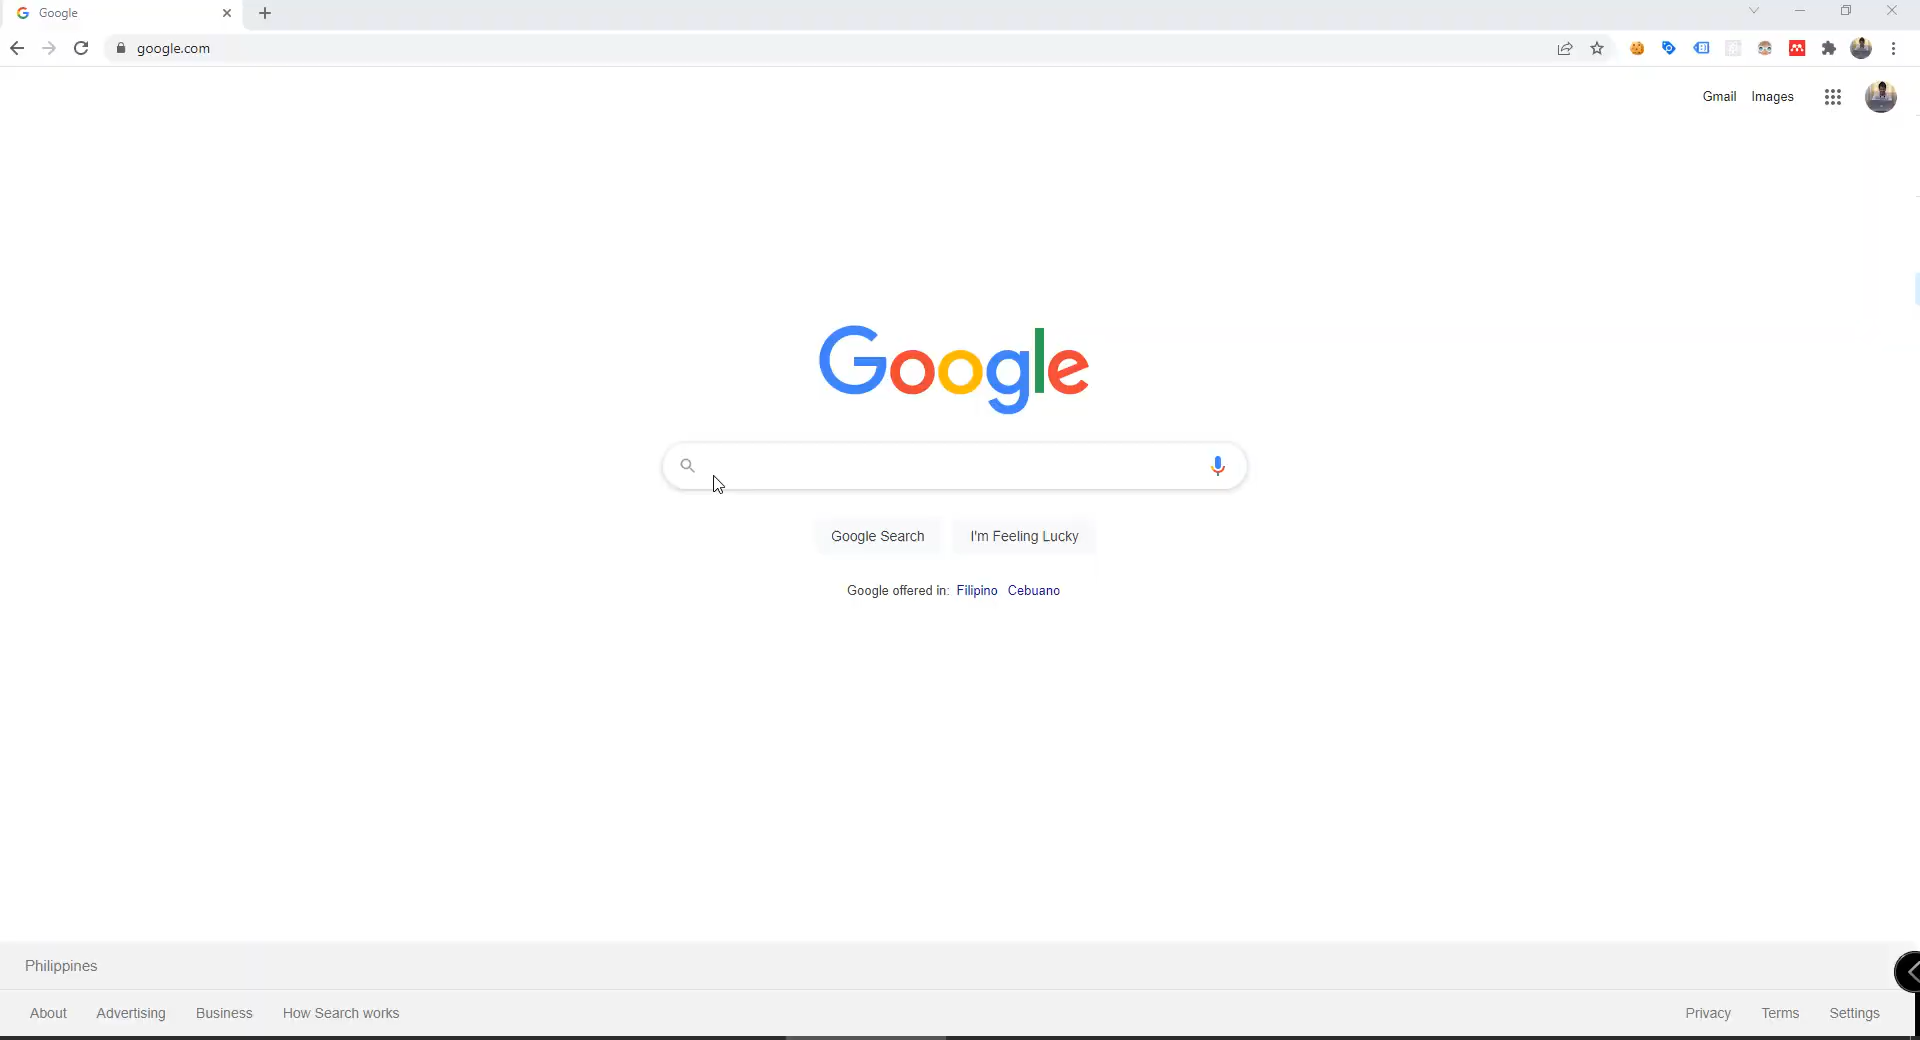 Google
google.com
Gmail Images
Google
Google Search I'm Feeling Lucky
Google offered in: Filipino Cebuano
Philippines
About Advertising Business How Search works Privacy Terms Settings